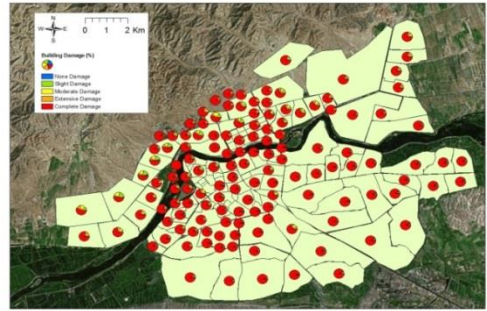 N
W E
S
0 1 2 Km
Building Damage (%)
None Damage
Slight Damage
Moderate Damage
Extensive Damage
Complete Damage